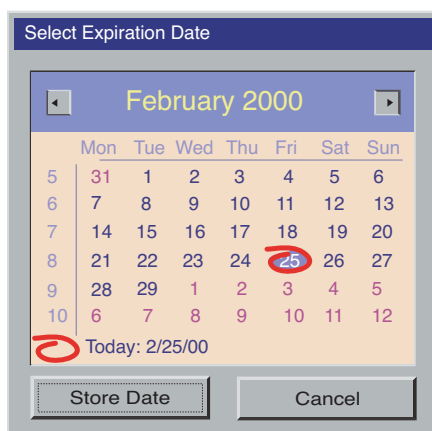 Select Expiration Date
February 2000
Mon Tue Wed Thu Fri Sat Sun
5 31 1 2 3 4 5 6
6 7 8 9 10 11 12 13
7 14 15 16 17 18 19 20
8 21 22 23 24 25 26 27
9 28 29 1 2 3 4 5
10 6 7 8 9 10 11 12
Today: 2/25/00
Store Date Cancel